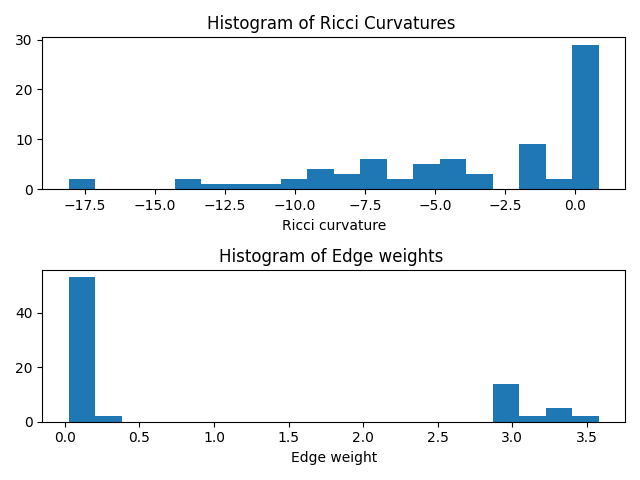 Histogram of Ricci Curvatures
30
20
10
0
−17.5 −15.0 −12.5 −10.0 −7.5 −5.0 −2.5 0.0
Ricci curvature
Histogram of Edge weights
40
20
0
0.0 0.5 1.0 1.5 2.0 2.5 3.0 3.5
Edge weight